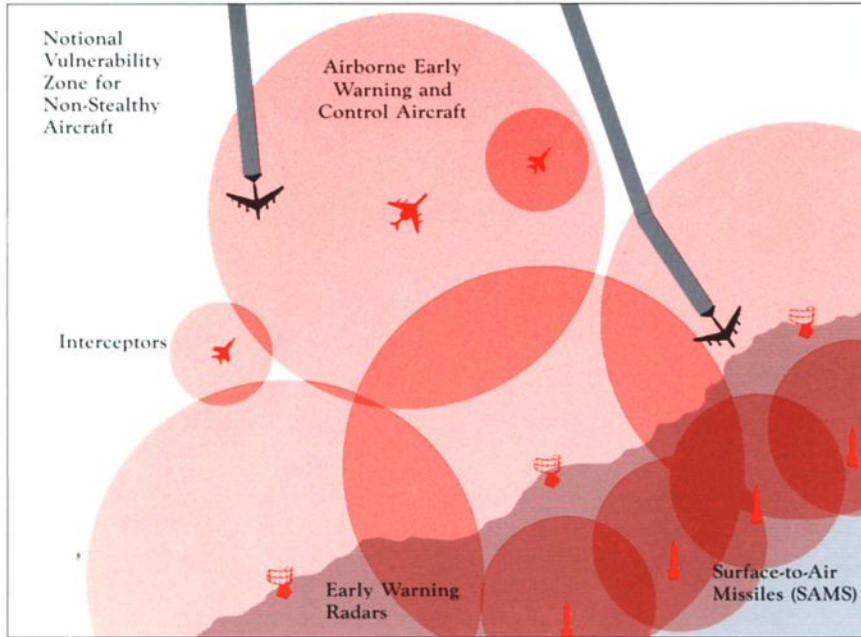 Notional
Vulnerability
Zone for
Non-Stealthy
Aircraft
Airborne Early
Warning and
Control Aircraft
Interceptors
Early Warning
Radars
Surface-to-Air
Missiles (SAMS)